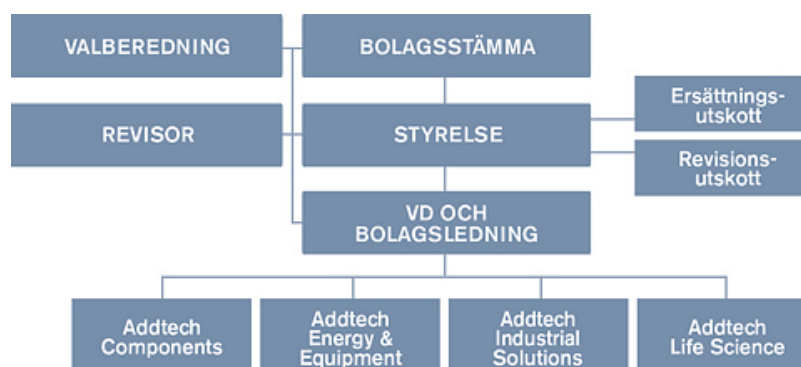 VALBEREDNING
BOLAGSSTÄMMA
Ersättnings-
utskott
REVISOR
STYRELSE
Revisions-
utskott
VD OCH
BOLAGSLEDNING
Addtech
Components
Addtech
Energy &
Equipment
Addtech
Industrial
Solutions
Addtech
Life Science